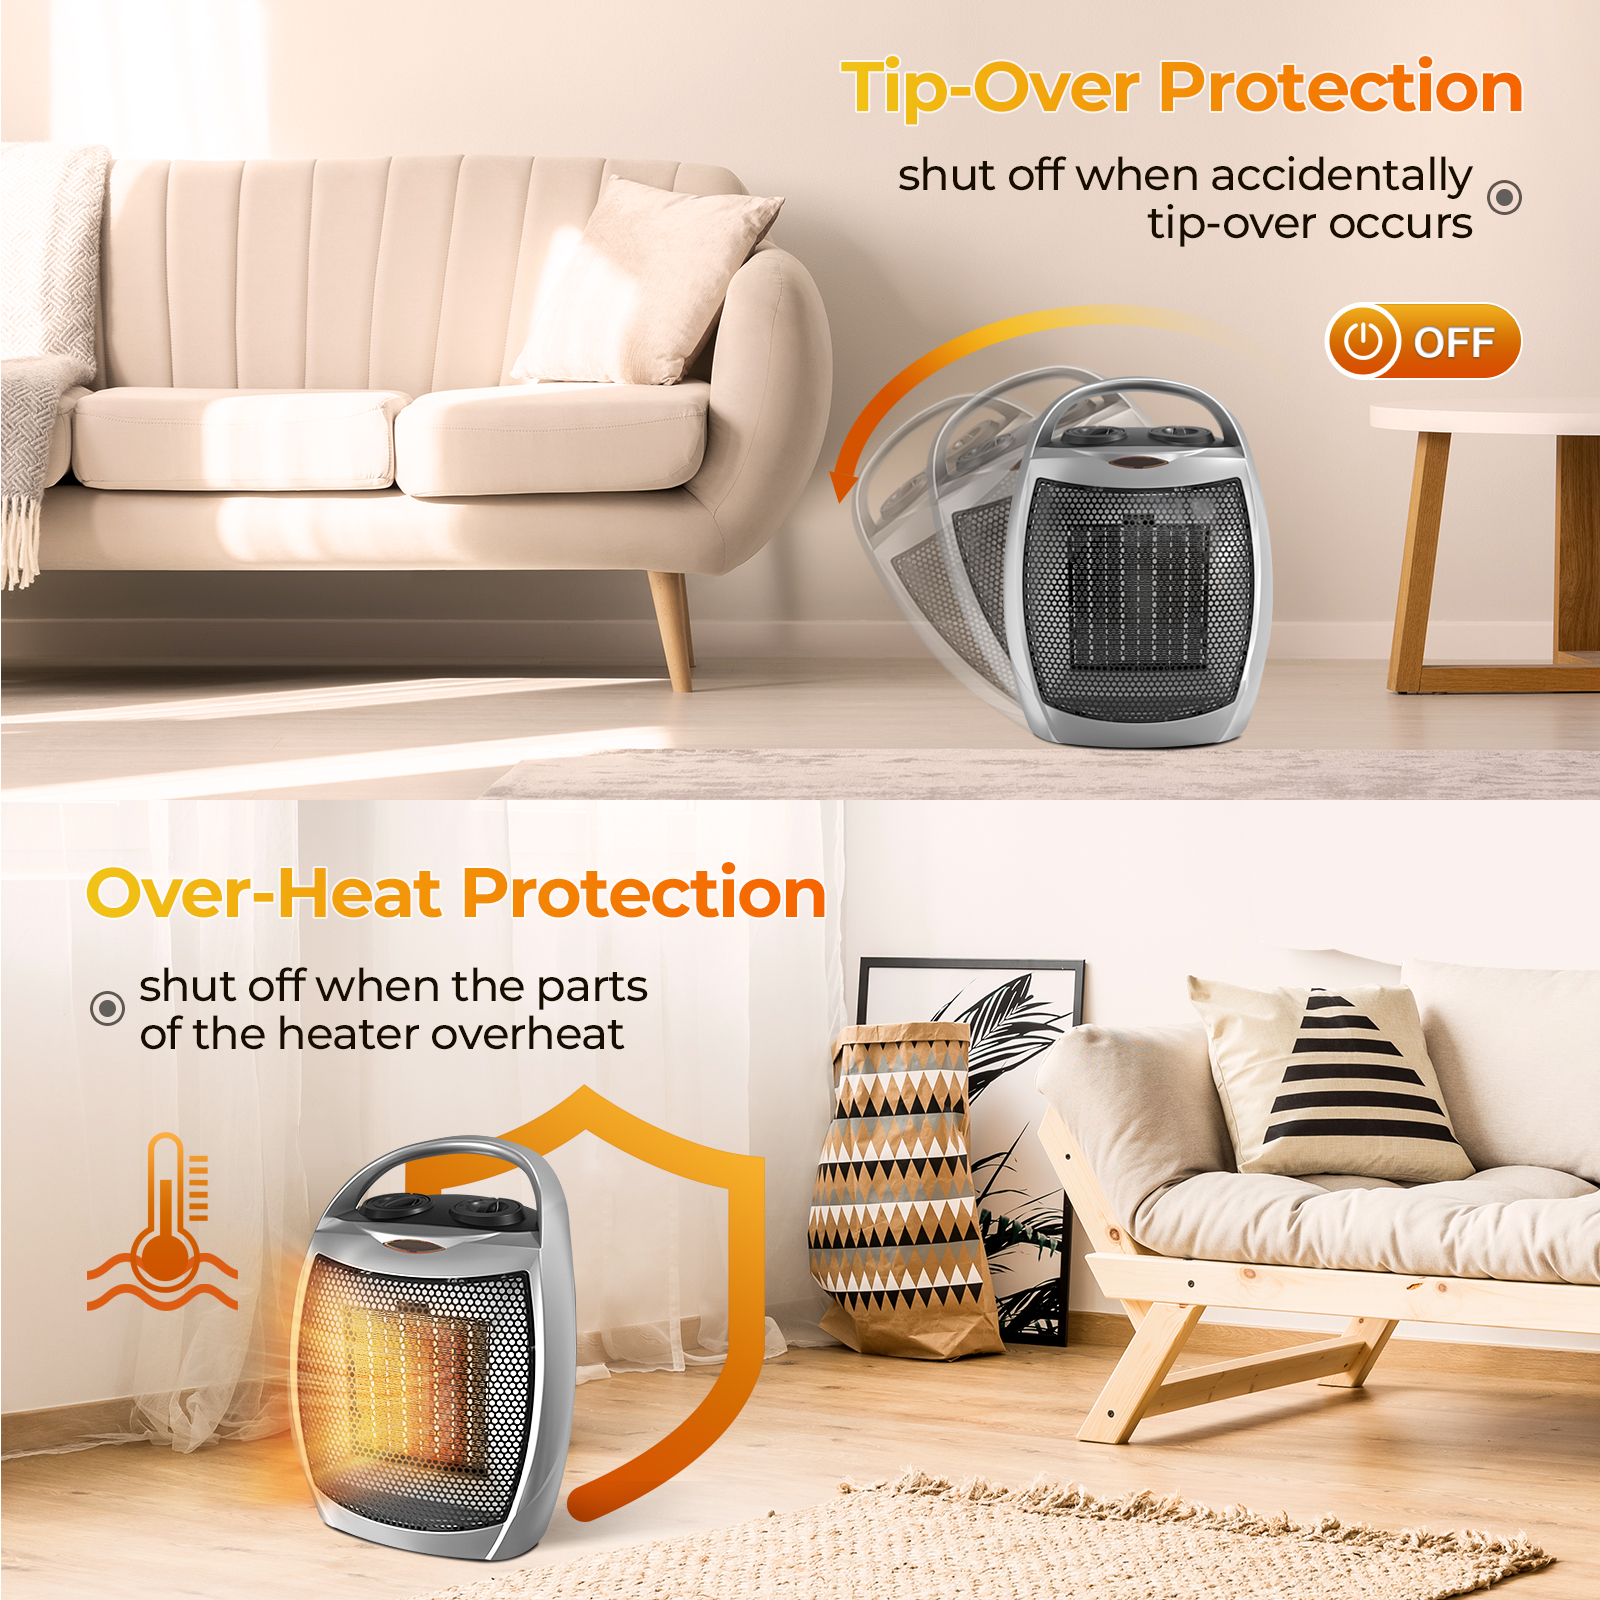 Tip-Over Protection
shut off when accidentally
tip-over occurs
OFF
Over-Heat Protection
shut off when the parts
of the heater overheat